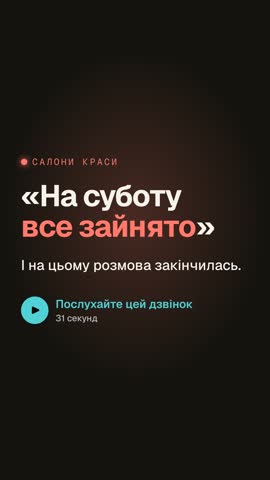 САЛОНИ КРАСИ
«На суботу
все зайнято»
І на цьому розмова закінчилась.
Послухайте цей дзвінок
31 секунд